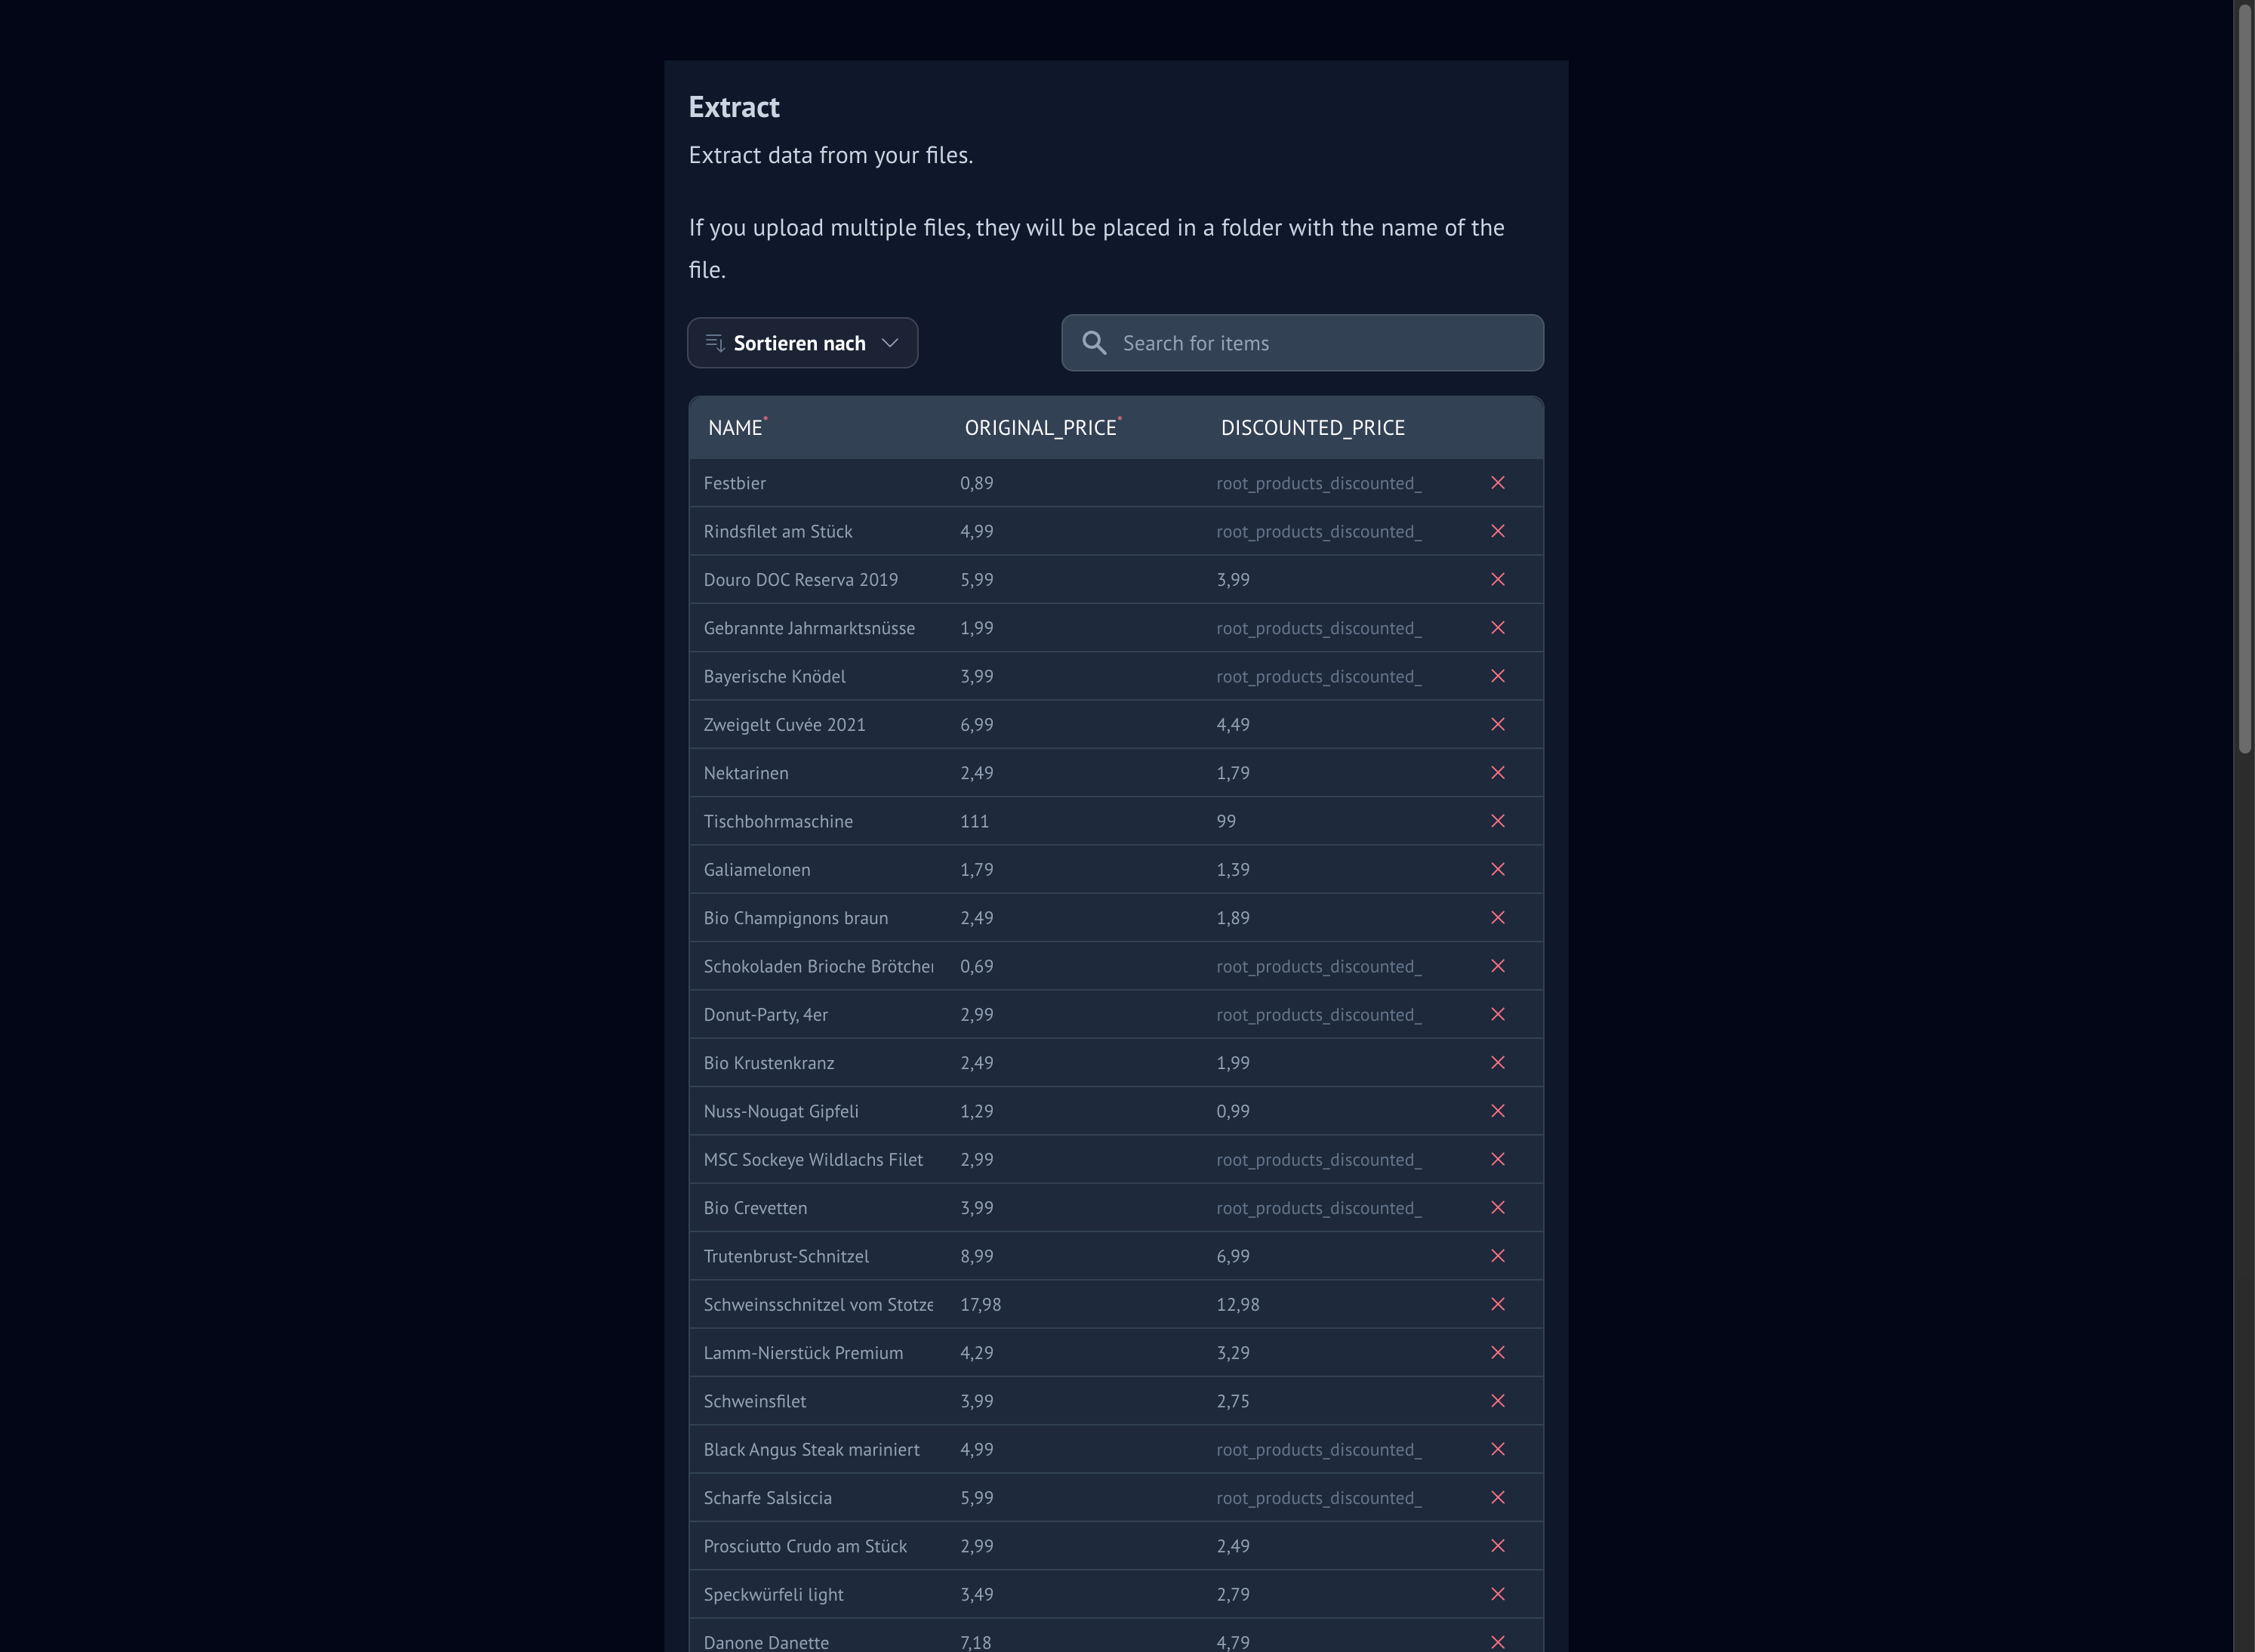 Extract
Extract data from your files.
If you upload multiple files, they will be placed in a folder with the name of the
file.
Sortieren nach
Search for items
NAME* ORIGINAL_PRICE* DISCOUNTED_PRICE
Festbier 0,89 root_products_discounted_
Rindsfilet am Stück 4,99 root_products_discounted_
Douro DOC Reserva 2019 5,99 3,99
Gebrannte Jahrmarktsnüsse 1,99 root_products_discounted_
Bayerische Knödel 3,99 root_products_discounted_
Zweigelt Cuvée 2021 6,99 4,49
Nektarinen 2,49 1,79
Tischbohrmaschine 111 99
Galiamelonen 1,79 1,39
Bio Champignons braun 2,49 1,89
Schokoladen Brioche Brötchen 0,69 root_products_discounted_
Donut-Party, 4er 2,99 root_products_discounted_
Bio Krustenkranz 2,49 1,99
Nuss-Nougat Gipfeli 1,29 0,99
MSC Sockeye Wildlachs Filet 2,99 root_products_discounted_
Bio Crevetten 3,99 root_products_discounted_
Trutenbrust-Schnitzel 8,99 6,99
Schweinsschnitzel vom Stotze 17,98 12,98
Lamm-Nierstück Premium 4,29 3,29
Schweinsfilet 3,99 2,75
Black Angus Steak mariniert 4,99 root_products_discounted_
Scharfe Salsiccia 5,99 root_products_discounted_
Prosciutto Crudo am Stück 2,99 2,49
Speckwürfeli light 3,49 2,79
Danone Danette 7,18 4,79